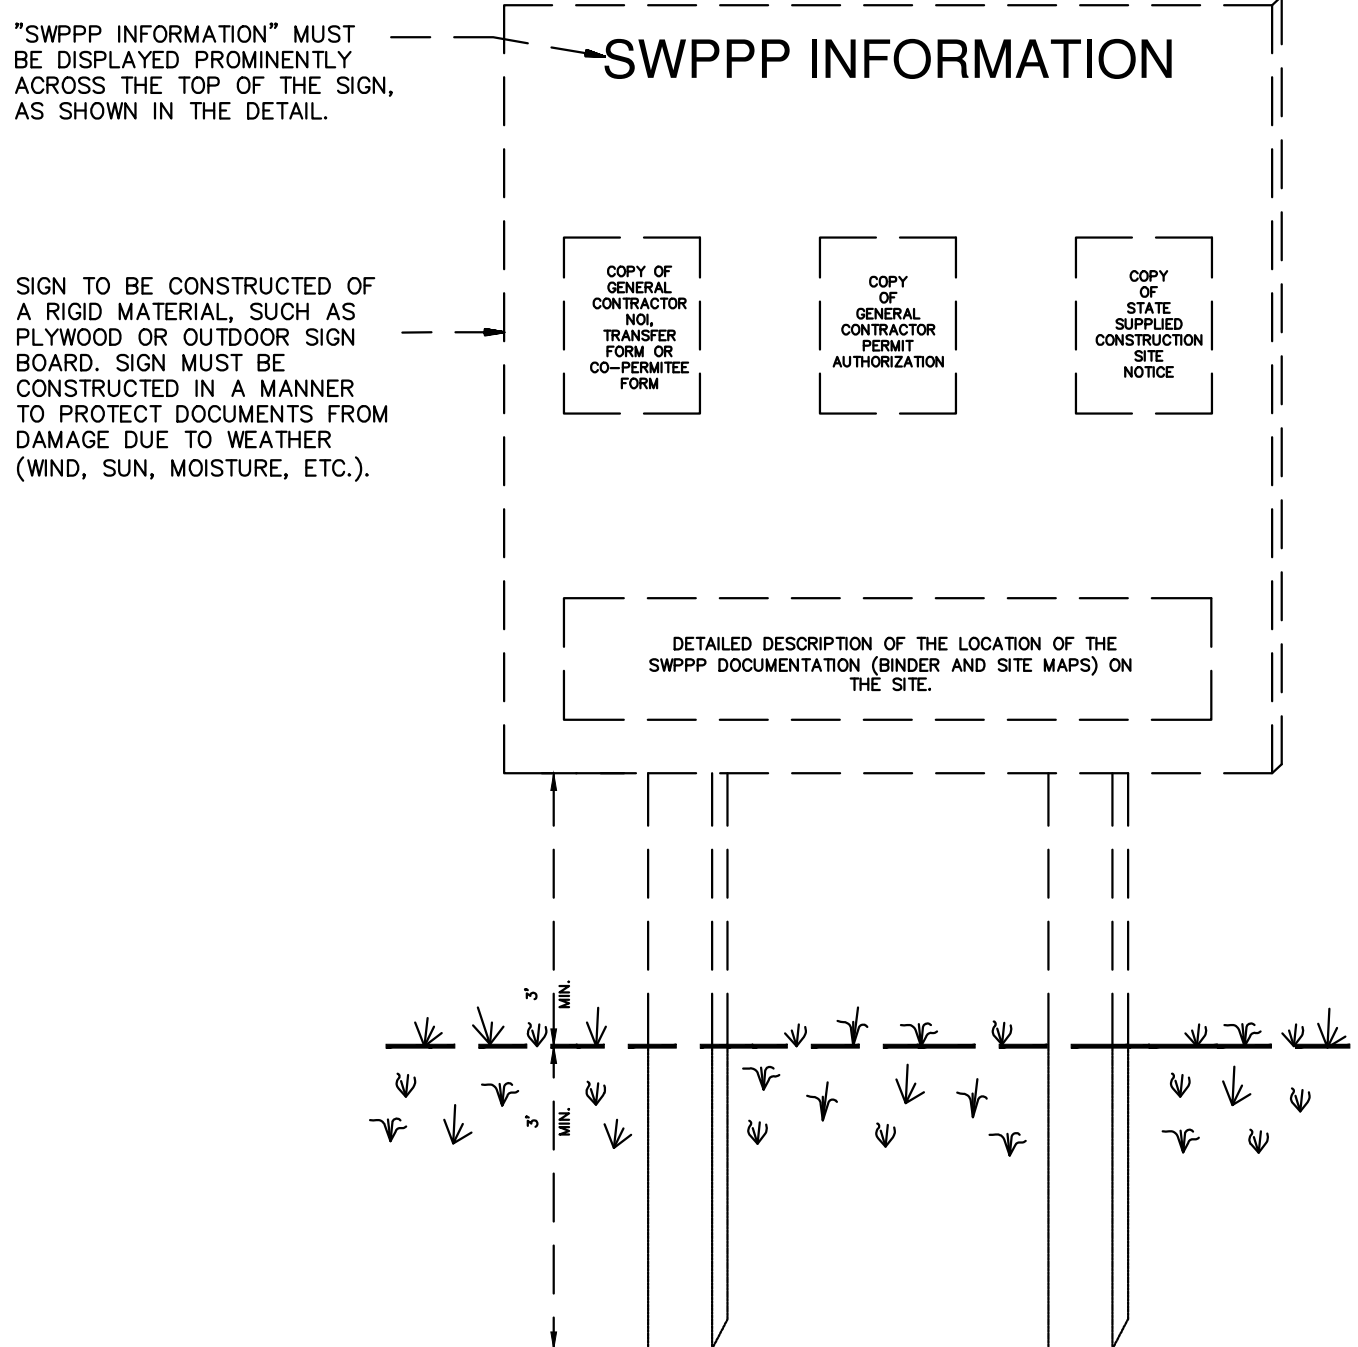 "SWPPP INFORMATION" MUST
BE DISPLAYED PROMINENTLY
ACROSS THE TOP OF THE SIGN,
AS SHOWN IN THE DETAIL.
SWPPP INFORMATION
SIGN TO BE CONSTRUCTED OF
A RIGID MATERIAL, SUCH AS
PLYWOOD OR OUTDOOR SIGN
BOARD. SIGN MUST BE
CONSTRUCTED IN A MANNER
TO PROTECT DOCUMENTS FROM
DAMAGE DUE TO WEATHER
(WIND, SUN, MOISTURE, ETC.).
COPY OF
GENERAL
CONTRACTOR
NOI,
TRANSFER
FORM OR
CO-PERMITEE
FORM
COPY
OF
GENERAL
CONTRACTOR
PERMIT
AUTHORIZATION
COPY
OF
STATE
SUPPLIED
CONSTRUCTION
SITE
NOTICE
DETAILED DESCRIPTION OF THE LOCATION OF THE
SWPPP DOCUMENTATION (BINDER AND SITE MAPS) ON
THE SITE.
3'
MIN.
3'
MIN.